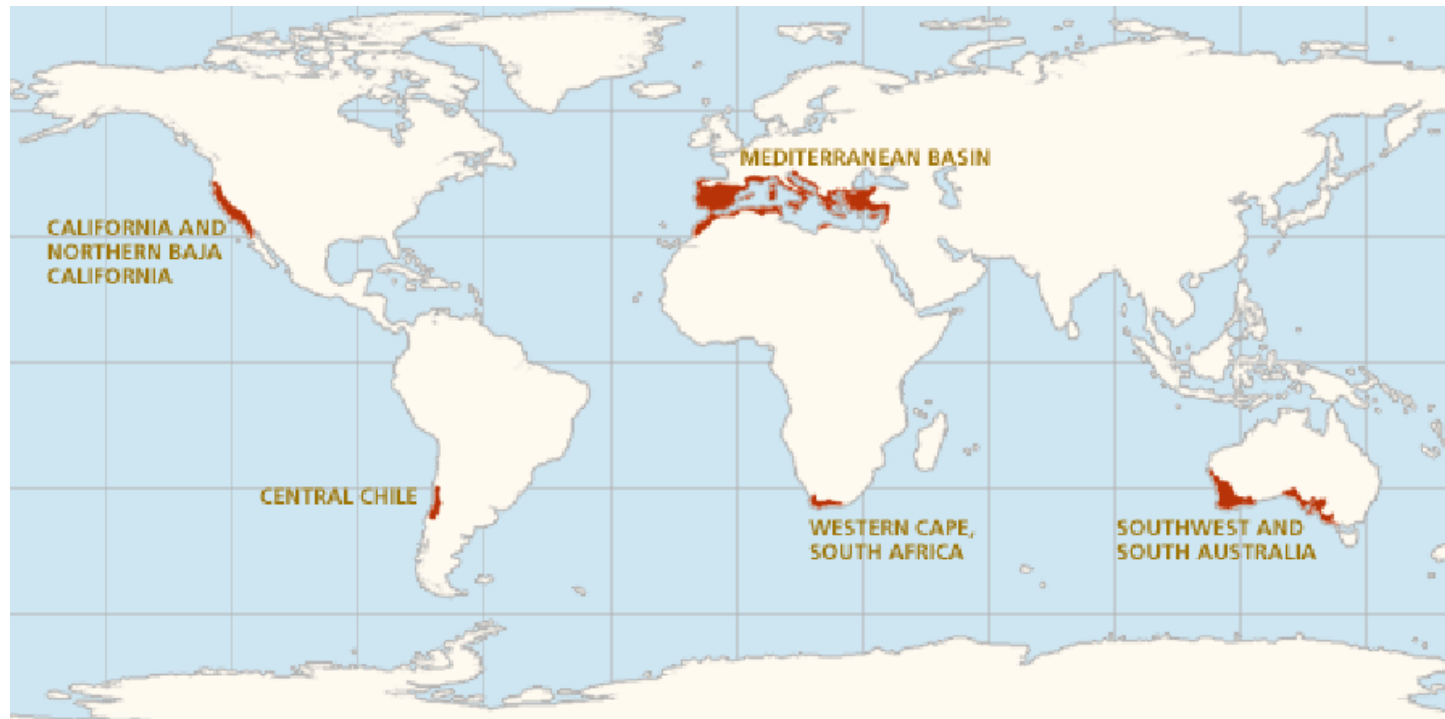 MEDITERRANEAN BASIN
CALIFORNIA AND
NORTHERN BAJA
CALIFORNIA
CENTRAL CHILE
WESTERN CAPE,
SOUTH AFRICA
SOUTHWEST AND
SOUTH AUSTRALIA